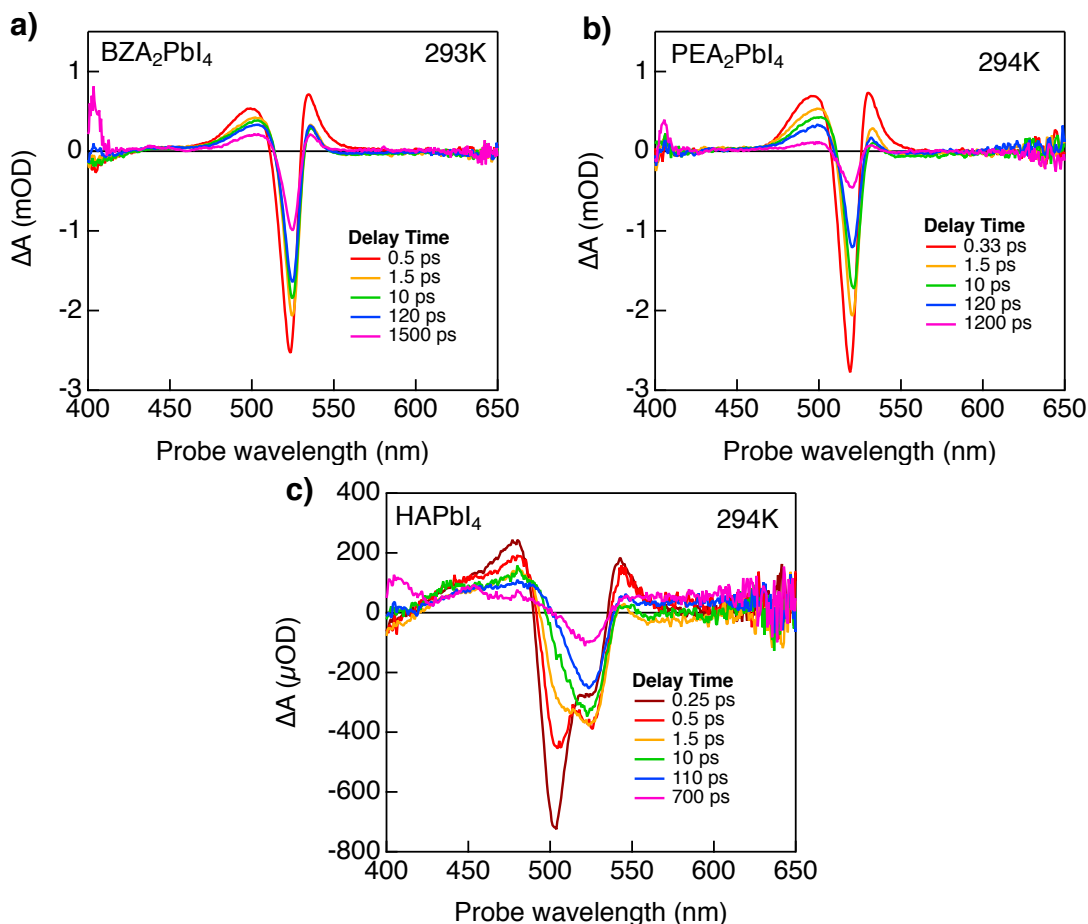 a)
BZA₂PbI₄ 293K
1
0
-1
-2
-3
ΔA (mOD)
Delay Time
0.5 ps
1.5 ps
10 ps
120 ps
1500 ps
400 450 500 550 600 650
Probe wavelength (nm)
b)
PEA₂PbI₄ 294K
1
0
-1
-2
-3
ΔA (mOD)
Delay Time
0.33 ps
1.5 ps
10 ps
120 ps
1200 ps
400 450 500 550 600 650
Probe wavelength (nm)
c)
HAPbI₄ 294K
400
200
0
-200
-400
-600
-800
ΔA (µOD)
Delay Time
0.25 ps
0.5 ps
1.5 ps
10 ps
110 ps
700 ps
400 450 500 550 600 650
Probe wavelength (nm)